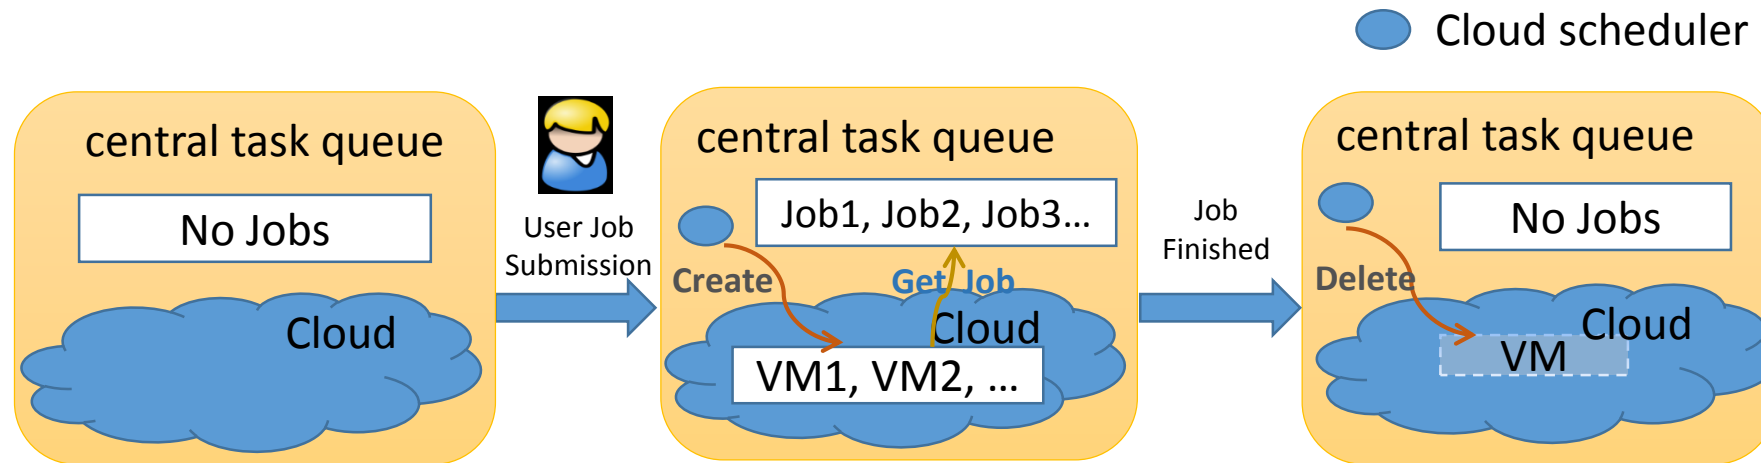 Cloud scheduler
central task queue
No Jobs
Cloud
User Job
Submission
central task queue
Job1, Job2, Job3...
Create
Get Job
Cloud
VM1, VM2, ...
Job
Finished
central task queue
No Jobs
Delete
Cloud
VM